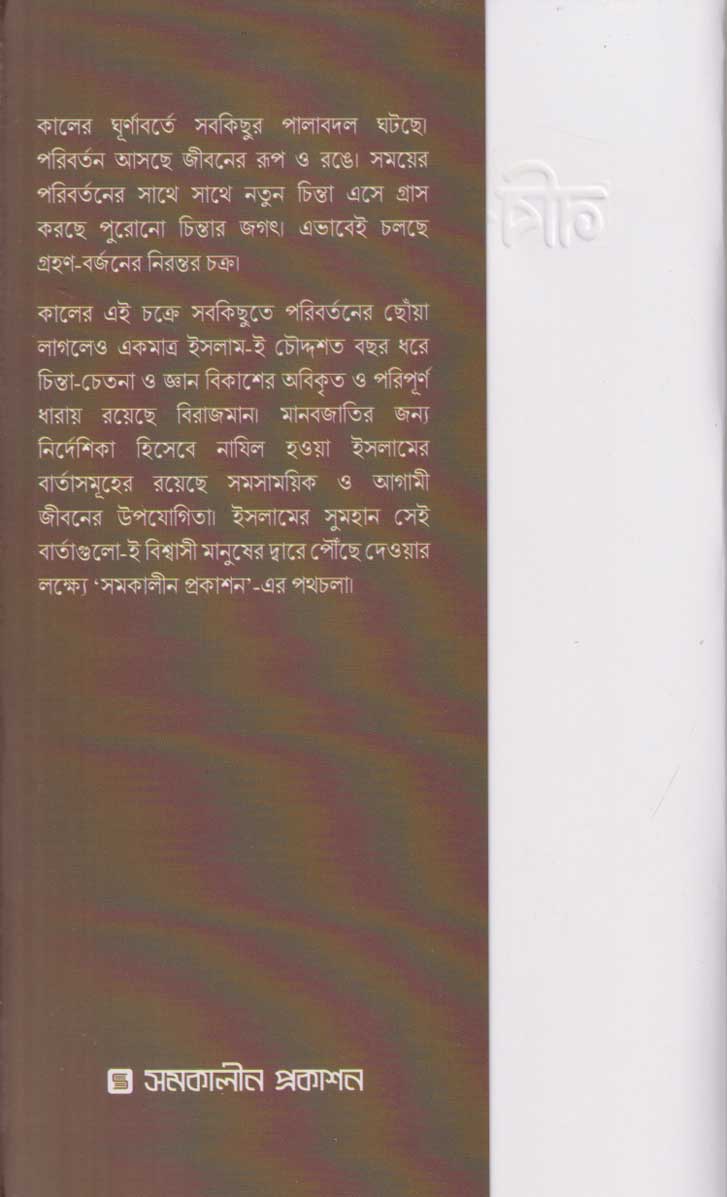 কালের ঘূর্ণাবর্তে সবকিছুর পালাবদল ঘটছে।
পরিবর্তন আসছে জীবনের রূপ ও রঙে। সময়ের
পরিবর্তনের সাথে সাথে নতুন চিন্তা এসে গ্রাস
করছে পুরোনো চিন্তার জগৎ। এভাবেই চলছে
গ্রহণ-বর্জনের নিরন্তর চক্র।
কালের এই চক্রে সবকিছুতে পরিবর্তনের ছোঁয়া
লাগলেও একমাত্র ইসলাম-ই চৌদ্দশত বছর ধরে
চিন্তা-চেতনা ও জ্ঞান বিকাশের অবিকৃত ও পরিপূর্ণ
ধারায় রয়েছে বিরাজমান। মানবজাতির জন্য
নির্দেশিকা হিসেবে নাযিল হওয়া ইসলামের
বার্তাসমূহের রয়েছে সমসাময়িক ও আগামী
জীবনের উপযোগিতা। ইসলামের সুমহান সেই
বার্তাগুলো-ই বিশ্বাসী মানুষের দ্বারে পৌঁছে দেওয়ার
লক্ষ্যে ‘সমকালীন প্রকাশন’-এর পথচলা।
সমকালীন প্রকাশন